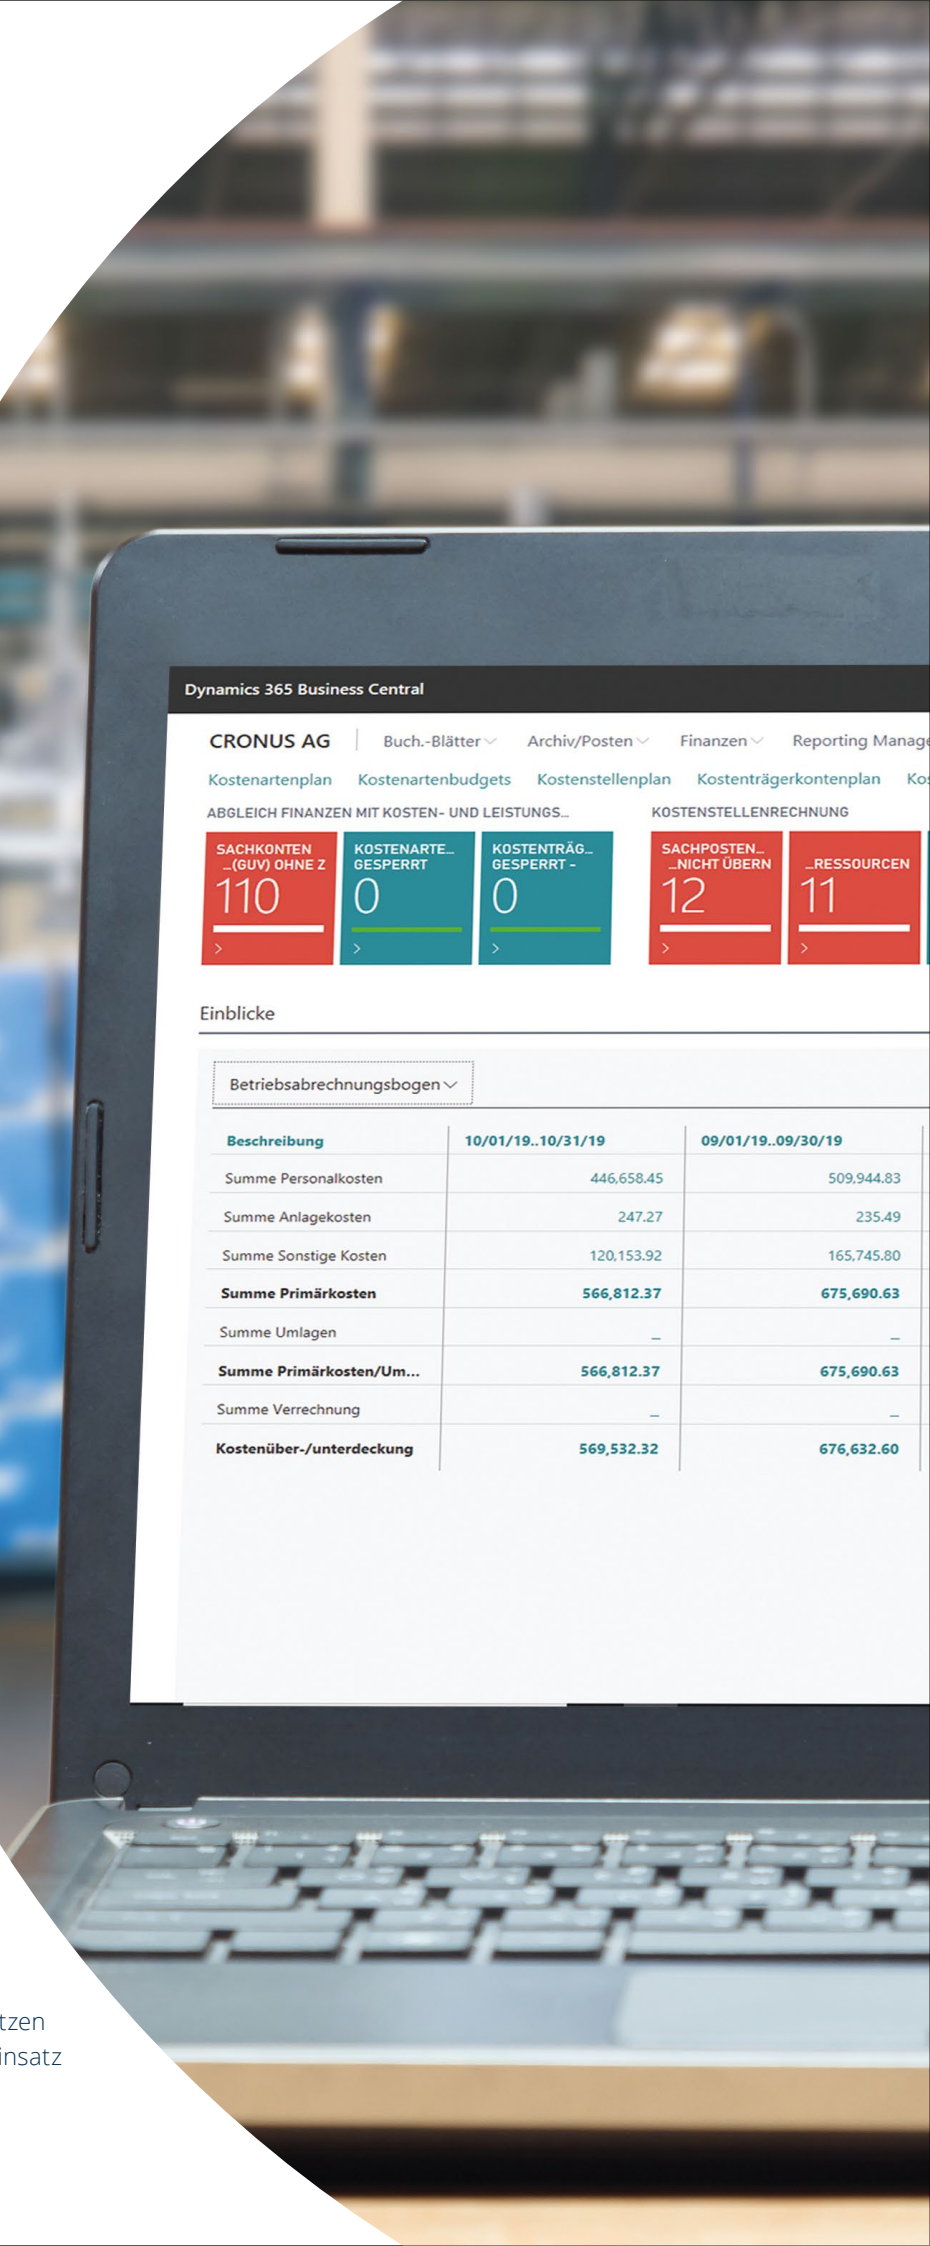 Dynamics 365 Business Central
CRONUS AG Buch.-Blätter Archiv/Posten Finanzen Reporting Manage
Kostenartenplan Kostenartenbudgets Kostenstellenplan Kostenträgerkontenplan Kos
ABGLEICH FINANZEN MIT KOSTEN- UND LEISTUNGS... KOSTENSTELLENRECHNUNG
SACHKONTEN KOSTENARTE... KOSTENTRÄG... SACHPOSTEN...
...(GUV) OHNE Z GESPERRT GESPERRT - ...NICHT ÜBERN ...RESSOURCEN
110 0 0 12 11
> > > > >
Einblicke
Betriebsabrechnungsbogen
Beschreibung 10/01/19..10/31/19 09/01/19..09/30/19
Summe Personalkosten 446,658.45 509,944.83
Summe Anlagekosten 247.27 235.49
Summe Sonstige Kosten 120,153.92 165,745.80
Summe Primärkosten 566,812.37 675,690.63
Summe Umlagen _ _
Summe Primärkosten/Um... 566,812.37 675,690.63
Summe Verrechnung _ _
Kostenüber-/unterdeckung 569,532.32 676,632.60
tzen
insatz